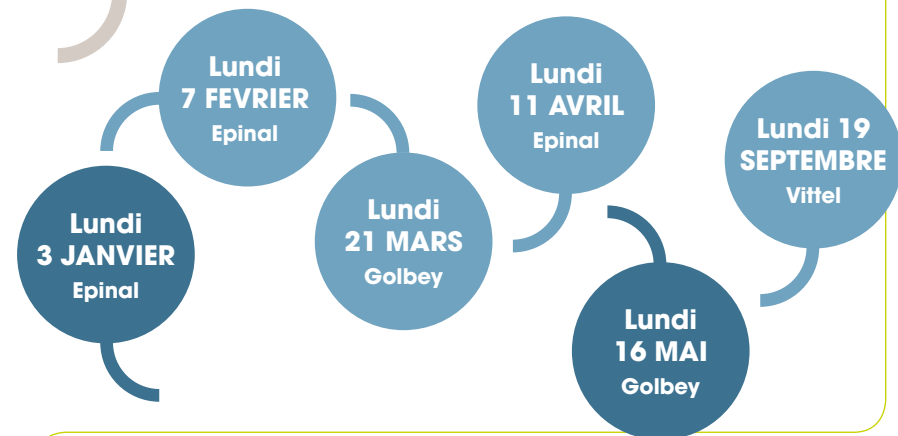 Lundi
3 JANVIER
Epinal
Lundi
7 FEVRIER
Epinal
Lundi
21 MARS
Golbey
Lundi
11 AVRIL
Epinal
Lundi
16 MAI
Golbey
Lundi 19
SEPTEMBRE
Vittel